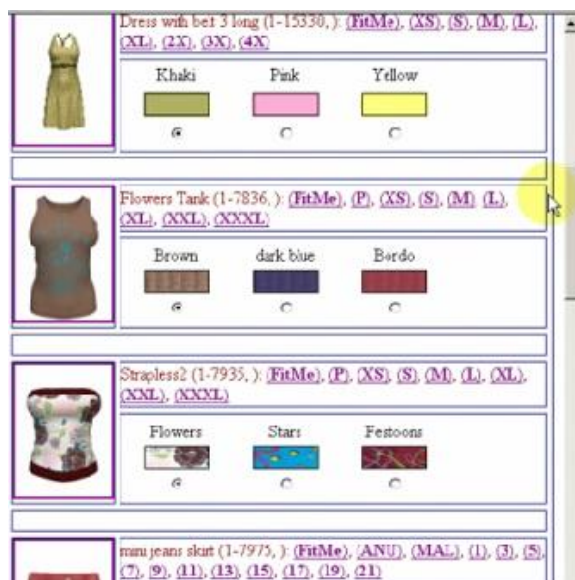 Dress with belt 3 long (1-15330, ): (FitMe), (XS), (S), (M), (L),
(XL), (2X), (3X), (4X)
Khaki Pink Yellow
Flowers Tank (1-7836, ): (FitMe), (P), (XS), (S), (M) (L),
(XL), (XXL), (XXXL)
Brown dark blue Bordo
Strapless2 (1-7935, ): (FitMe), (P), (XS), (S), (M), (L), (XL),
(XXL), (XXXL)
Flowers Stars Festoons
mini jeans skirt (1-7975, ): (FitMe), (ANU), (MAL), (1), (3), (5),
(7), (9), (11), (13), (15), (17), (19), (21)